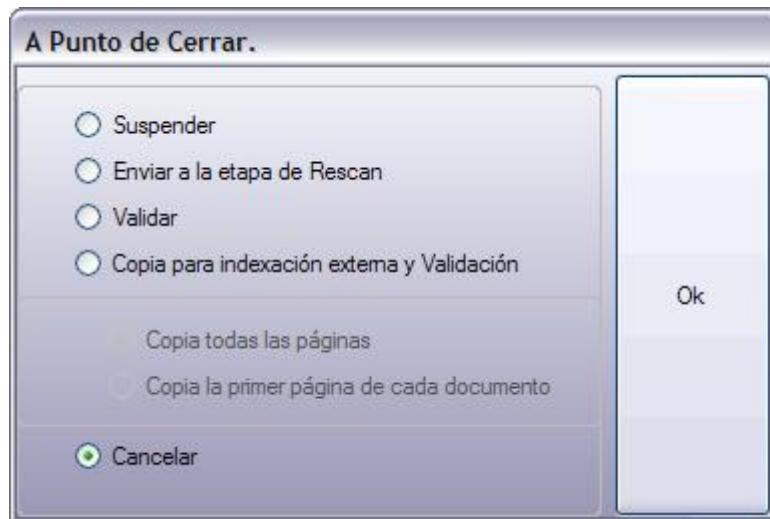 A Punto de Cerrar.
Suspender
Enviar a la etapa de Rescan
Validar
Copia para indexación externa y Validación
Ok
Copia todas las páginas
Copia la primer página de cada documento
Cancelar